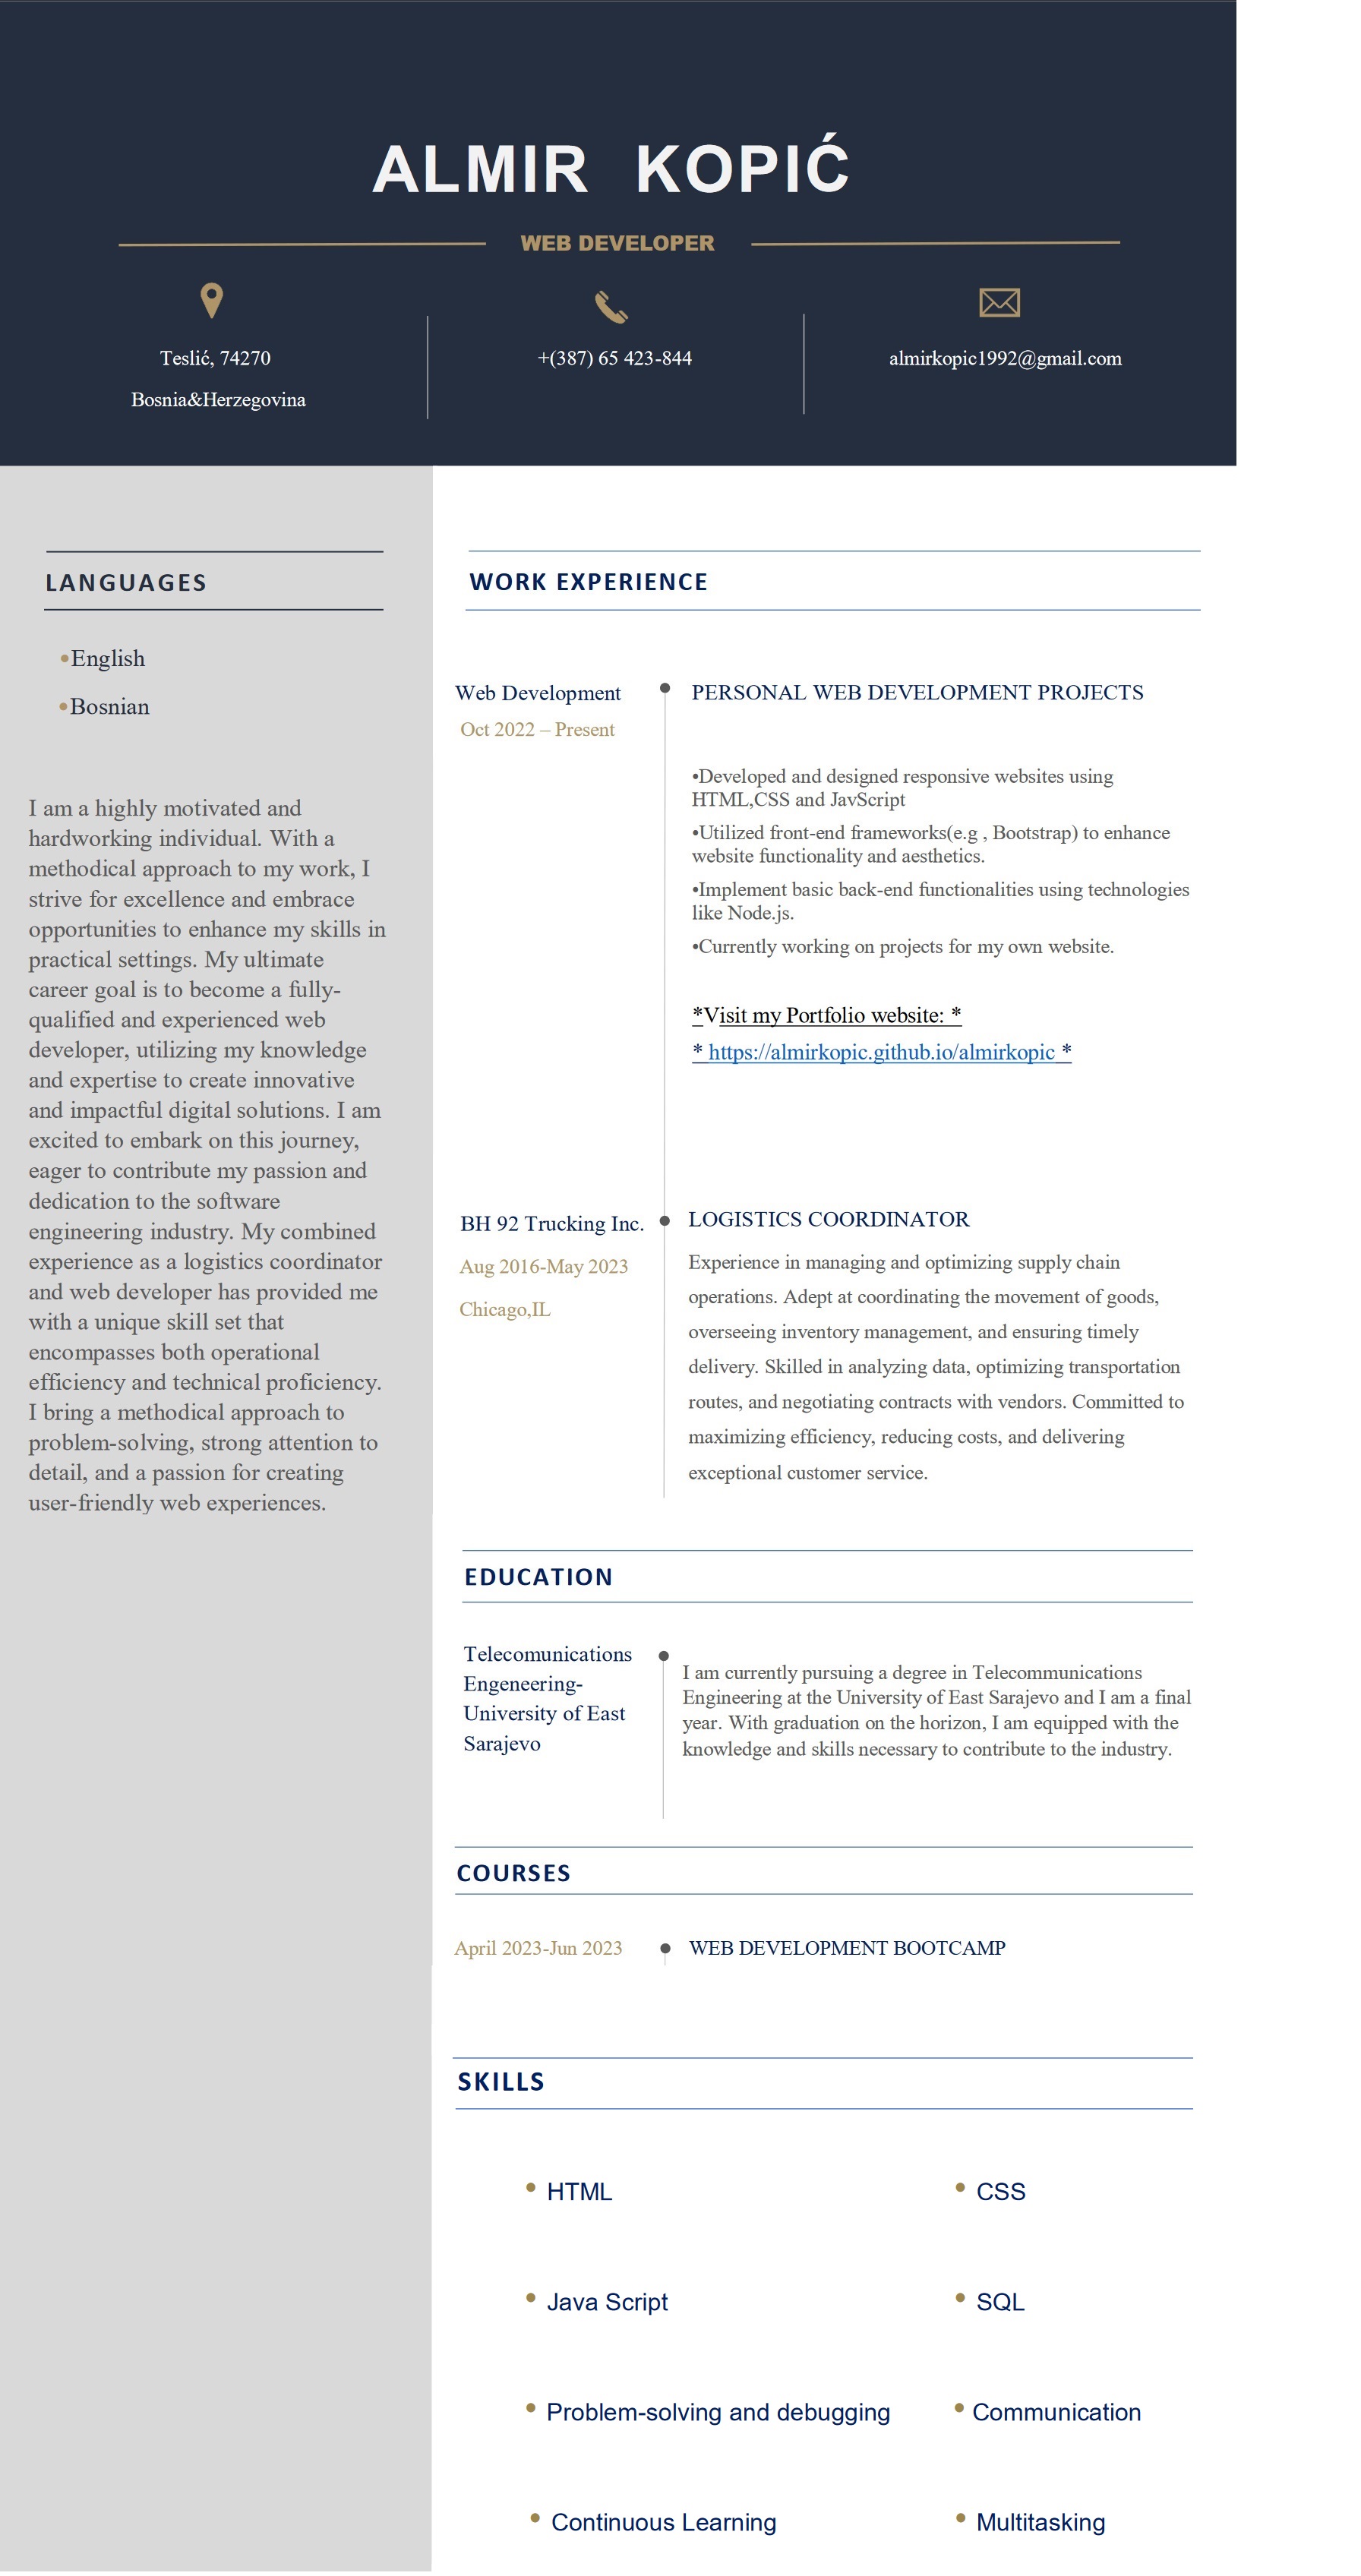 ALMIR KOPIĆ
WEB DEVELOPER
Teslić, 74270
Bosnia&Herzegovina
+(387) 65 423-844
almirkopic1992@gmail.com
LANGUAGES
•English
•Bosnian
I am a highly motivated and
hardworking individual. With a
methodical approach to my work, I
strive for excellence and embrace
opportunities to enhance my skills in
practical settings. My ultimate
career goal is to become a fully-
qualified and experienced web
developer, utilizing my knowledge
and expertise to create innovative
and impactful digital solutions. I am
excited to embark on this journey,
eager to contribute my passion and
dedication to the software
engineering industry. My combined
experience as a logistics coordinator
and web developer has provided me
with a unique skill set that
encompasses both operational
efficiency and technical proficiency.
I bring a methodical approach to
problem-solving, strong attention to
detail, and a passion for creating
user-friendly web experiences.
WORK EXPERIENCE
Web Development
Oct 2022 – Present
PERSONAL WEB DEVELOPMENT PROJECTS
•Developed and designed responsive websites using
HTML,CSS and JavScript
•Utilized front-end frameworks(e.g , Bootstrap) to enhance
website functionality and aesthetics.
•Implement basic back-end functionalities using technologies
like Node.js.
•Currently working on projects for my own website.
*Visit my Portfolio website: *
* https://almirkopic.github.io/almirkopic *
BH 92 Trucking Inc.
Aug 2016-May 2023
Chicago,IL
LOGISTICS COORDINATOR
Experience in managing and optimizing supply chain
operations. Adept at coordinating the movement of goods,
overseeing inventory management, and ensuring timely
delivery. Skilled in analyzing data, optimizing transportation
routes, and negotiating contracts with vendors. Committed to
maximizing efficiency, reducing costs, and delivering
exceptional customer service.
EDUCATION
Telecomunications
Engeneering-
University of East
Sarajevo
I am currently pursuing a degree in Telecommunications
Engineering at the University of East Sarajevo and I am a final
year. With graduation on the horizon, I am equipped with the
knowledge and skills necessary to contribute to the industry.
COURSES
April 2023-Jun 2023
WEB DEVELOPMENT BOOTCAMP
SKILLS
• HTML
• CSS
• Java Script
• SQL
• Problem-solving and debugging
• Communication
• Continuous Learning
• Multitasking